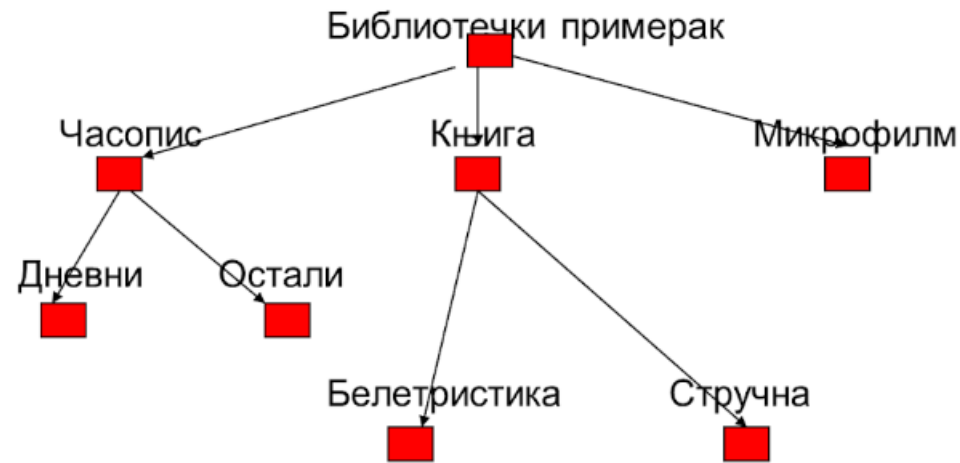 Библиотечки примерак
Часопис
Књига
Микрофилм
Дневни
Остали
Белетристика
Стручна